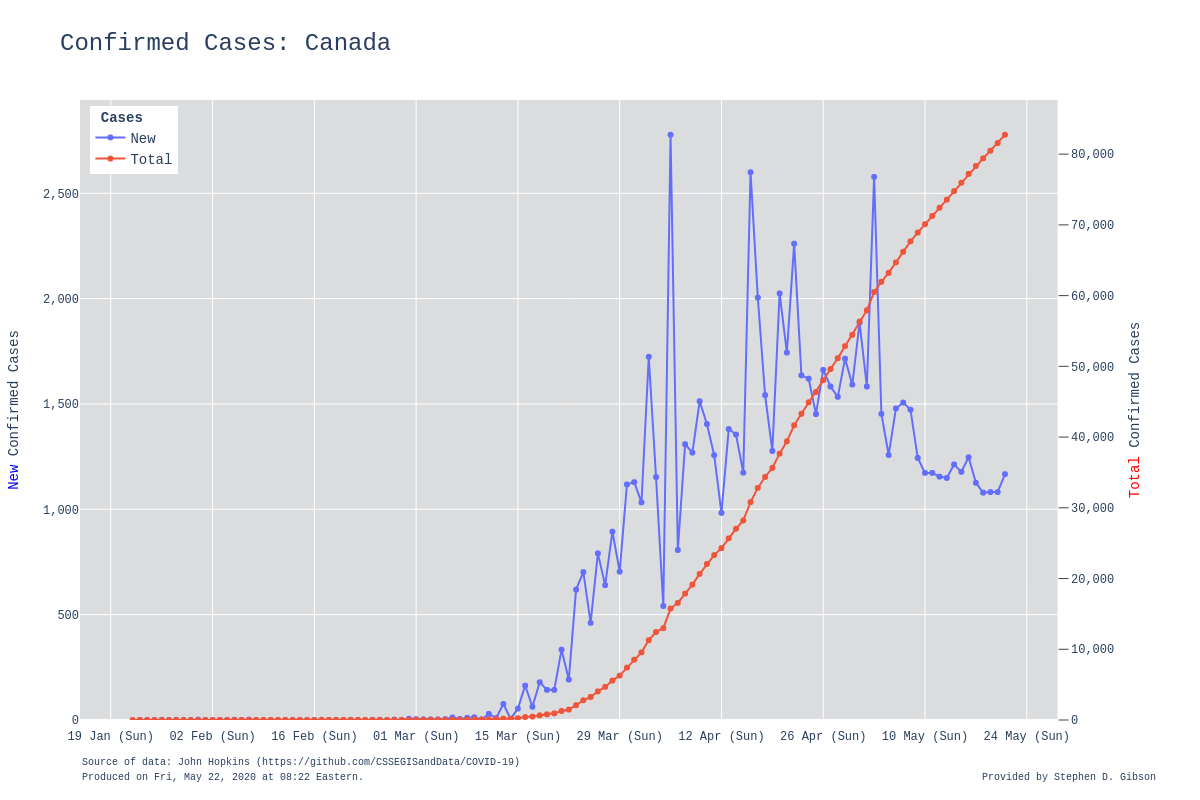 Confirmed Cases: Canada
Cases
New
Total
2,500
2,000
1,500
1,000
500
0
New Confirmed Cases
80,000
70,000
60,000
50,000
40,000
30,000
20,000
10,000
0
Total Confirmed Cases
19 Jan (Sun) 02 Feb (Sun) 16 Feb (Sun) 01 Mar (Sun) 15 Mar (Sun) 29 Mar (Sun) 12 Apr (Sun) 26 Apr (Sun) 10 May (Sun) 24 May (Sun)
Source of data: John Hopkins (https://github.com/CSSEGISandData/COVID-19)
Produced on Fri, May 22, 2020 at 08:22 Eastern.
Provided by Stephen D. Gibson